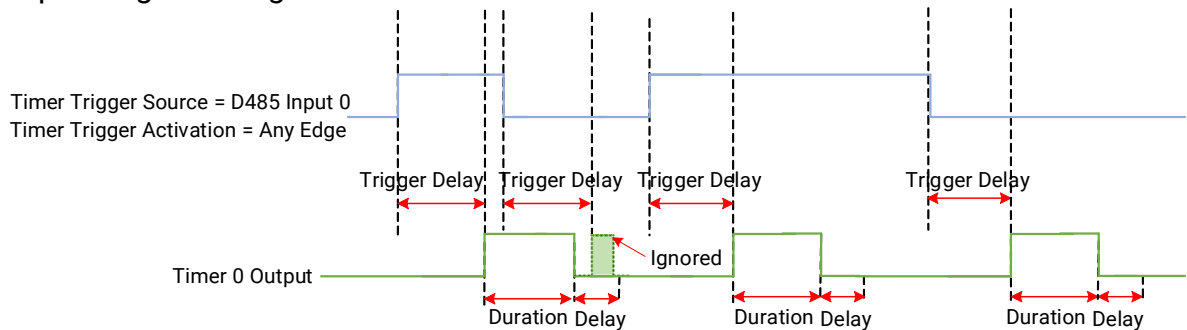 Timer Trigger Source = D485 Input 0
Timer Trigger Activation = Any Edge
Trigger Delay Trigger Delay Trigger Delay Trigger Delay
Ignored
Timer 0 Output
Duration Delay Duration Delay Duration Delay